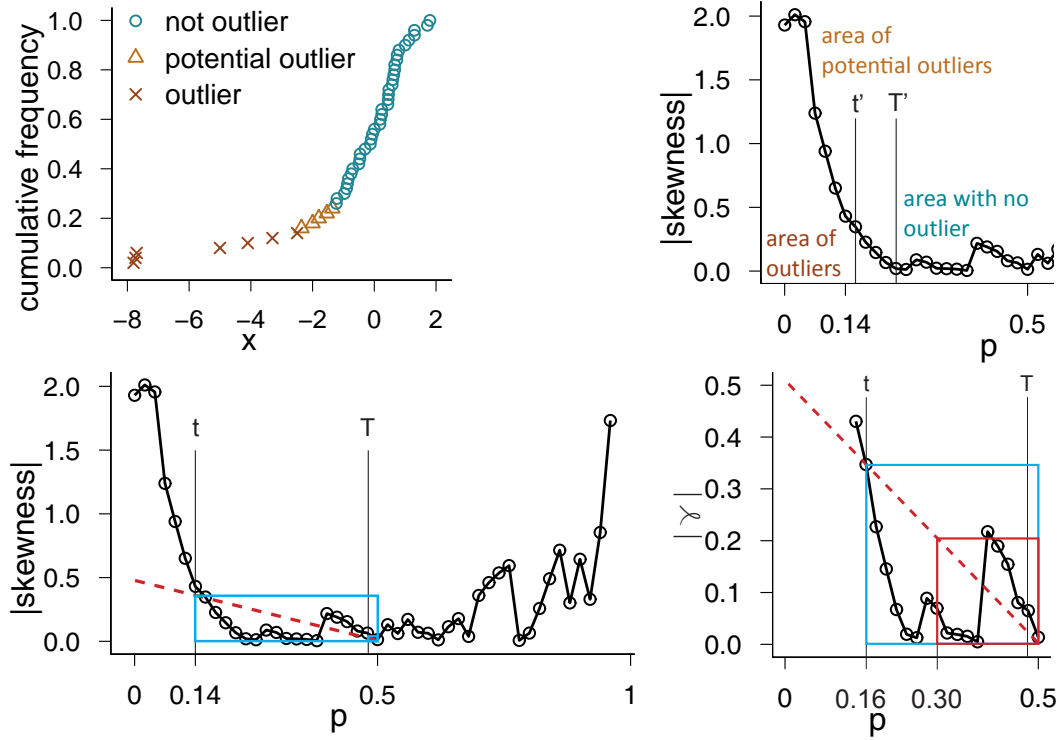 cumulative frequency
1.0
0.8
0.6
0.4
0.2
0.0
not outlier
potential outlier
outlier
−8
−6
−4
−2
0
2
x
|skewness|
2.0
1.5
1.0
0.5
0.0
area of
potential outliers
t’
T’
area with no
outlier
area of
outliers
0
0.14
0.5
p
|skewness|
2.0
1.5
1.0
0.5
0.0
t
T
0
0.14
0.5
1
p
|γ|
0.5
0.4
0.3
0.2
0.1
0.0
t
T
0
0.16
0.30
0.5
p